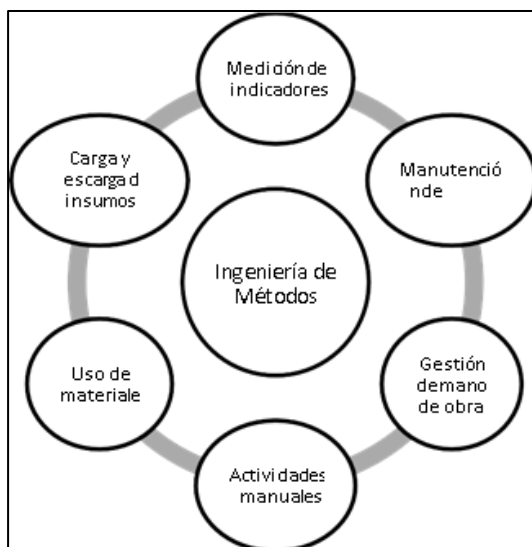 Medición de
indicadores
Manutenció
nde
Gestión
demano
de obra
Actividades
manuales
Uso de
materiale
Carga y
escargad
insumos
Ingeniería de
Métodos